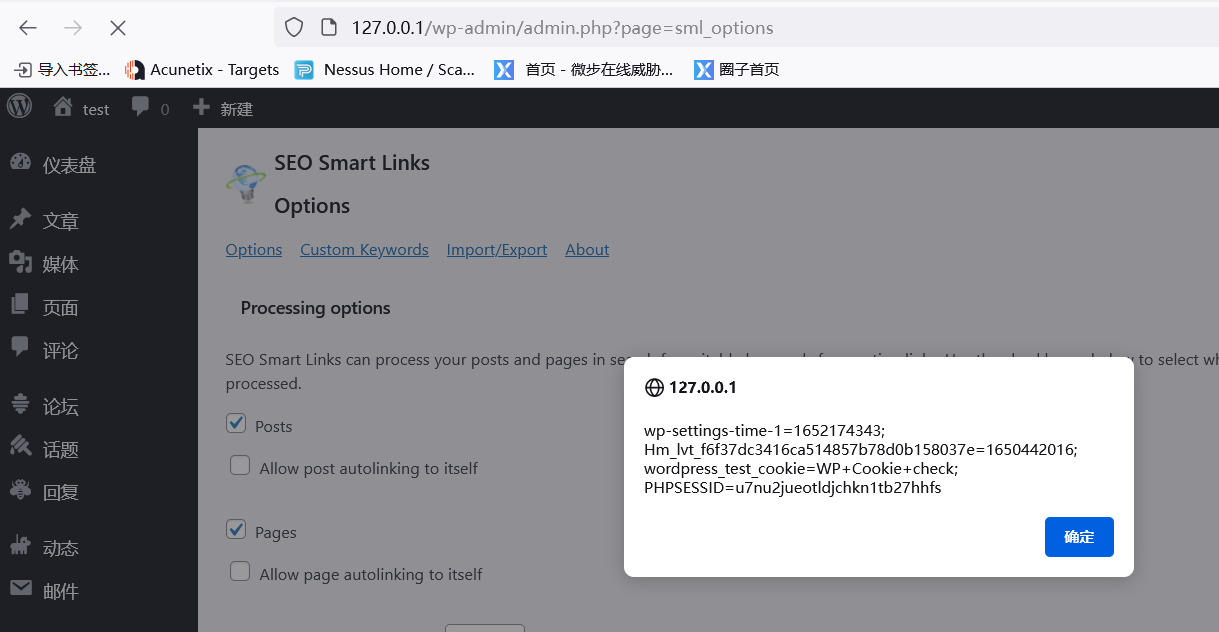 127.0.0.1/wp-admin/admin.php?page=sml_options
导入书签... Acunetix - Targets Nessus Home / Sca... 首页 - 微步在线威胁... 圈子首页
test 0 新建
仪表盘
文章
媒体
页面
评论
论坛
话题
回复
动态
邮件
SEO Smart Links
Options
Options Custom Keywords Import/Export About
Processing options
SEO Smart Links can process your posts and pages in to select
processed.
Posts
Allow post autolinking to itself
Pages
Allow page autolinking to itself
127.0.0.1
wp-settings-time-1=1652174343;
Hm_lvt_f6f37dc3416ca514857b78d0b158037e=1650442016;
wordpress_test_cookie=WP+Cookie+check;
PHPSESSID=u7nu2jueotldjchkn1tb27hhfs
确定